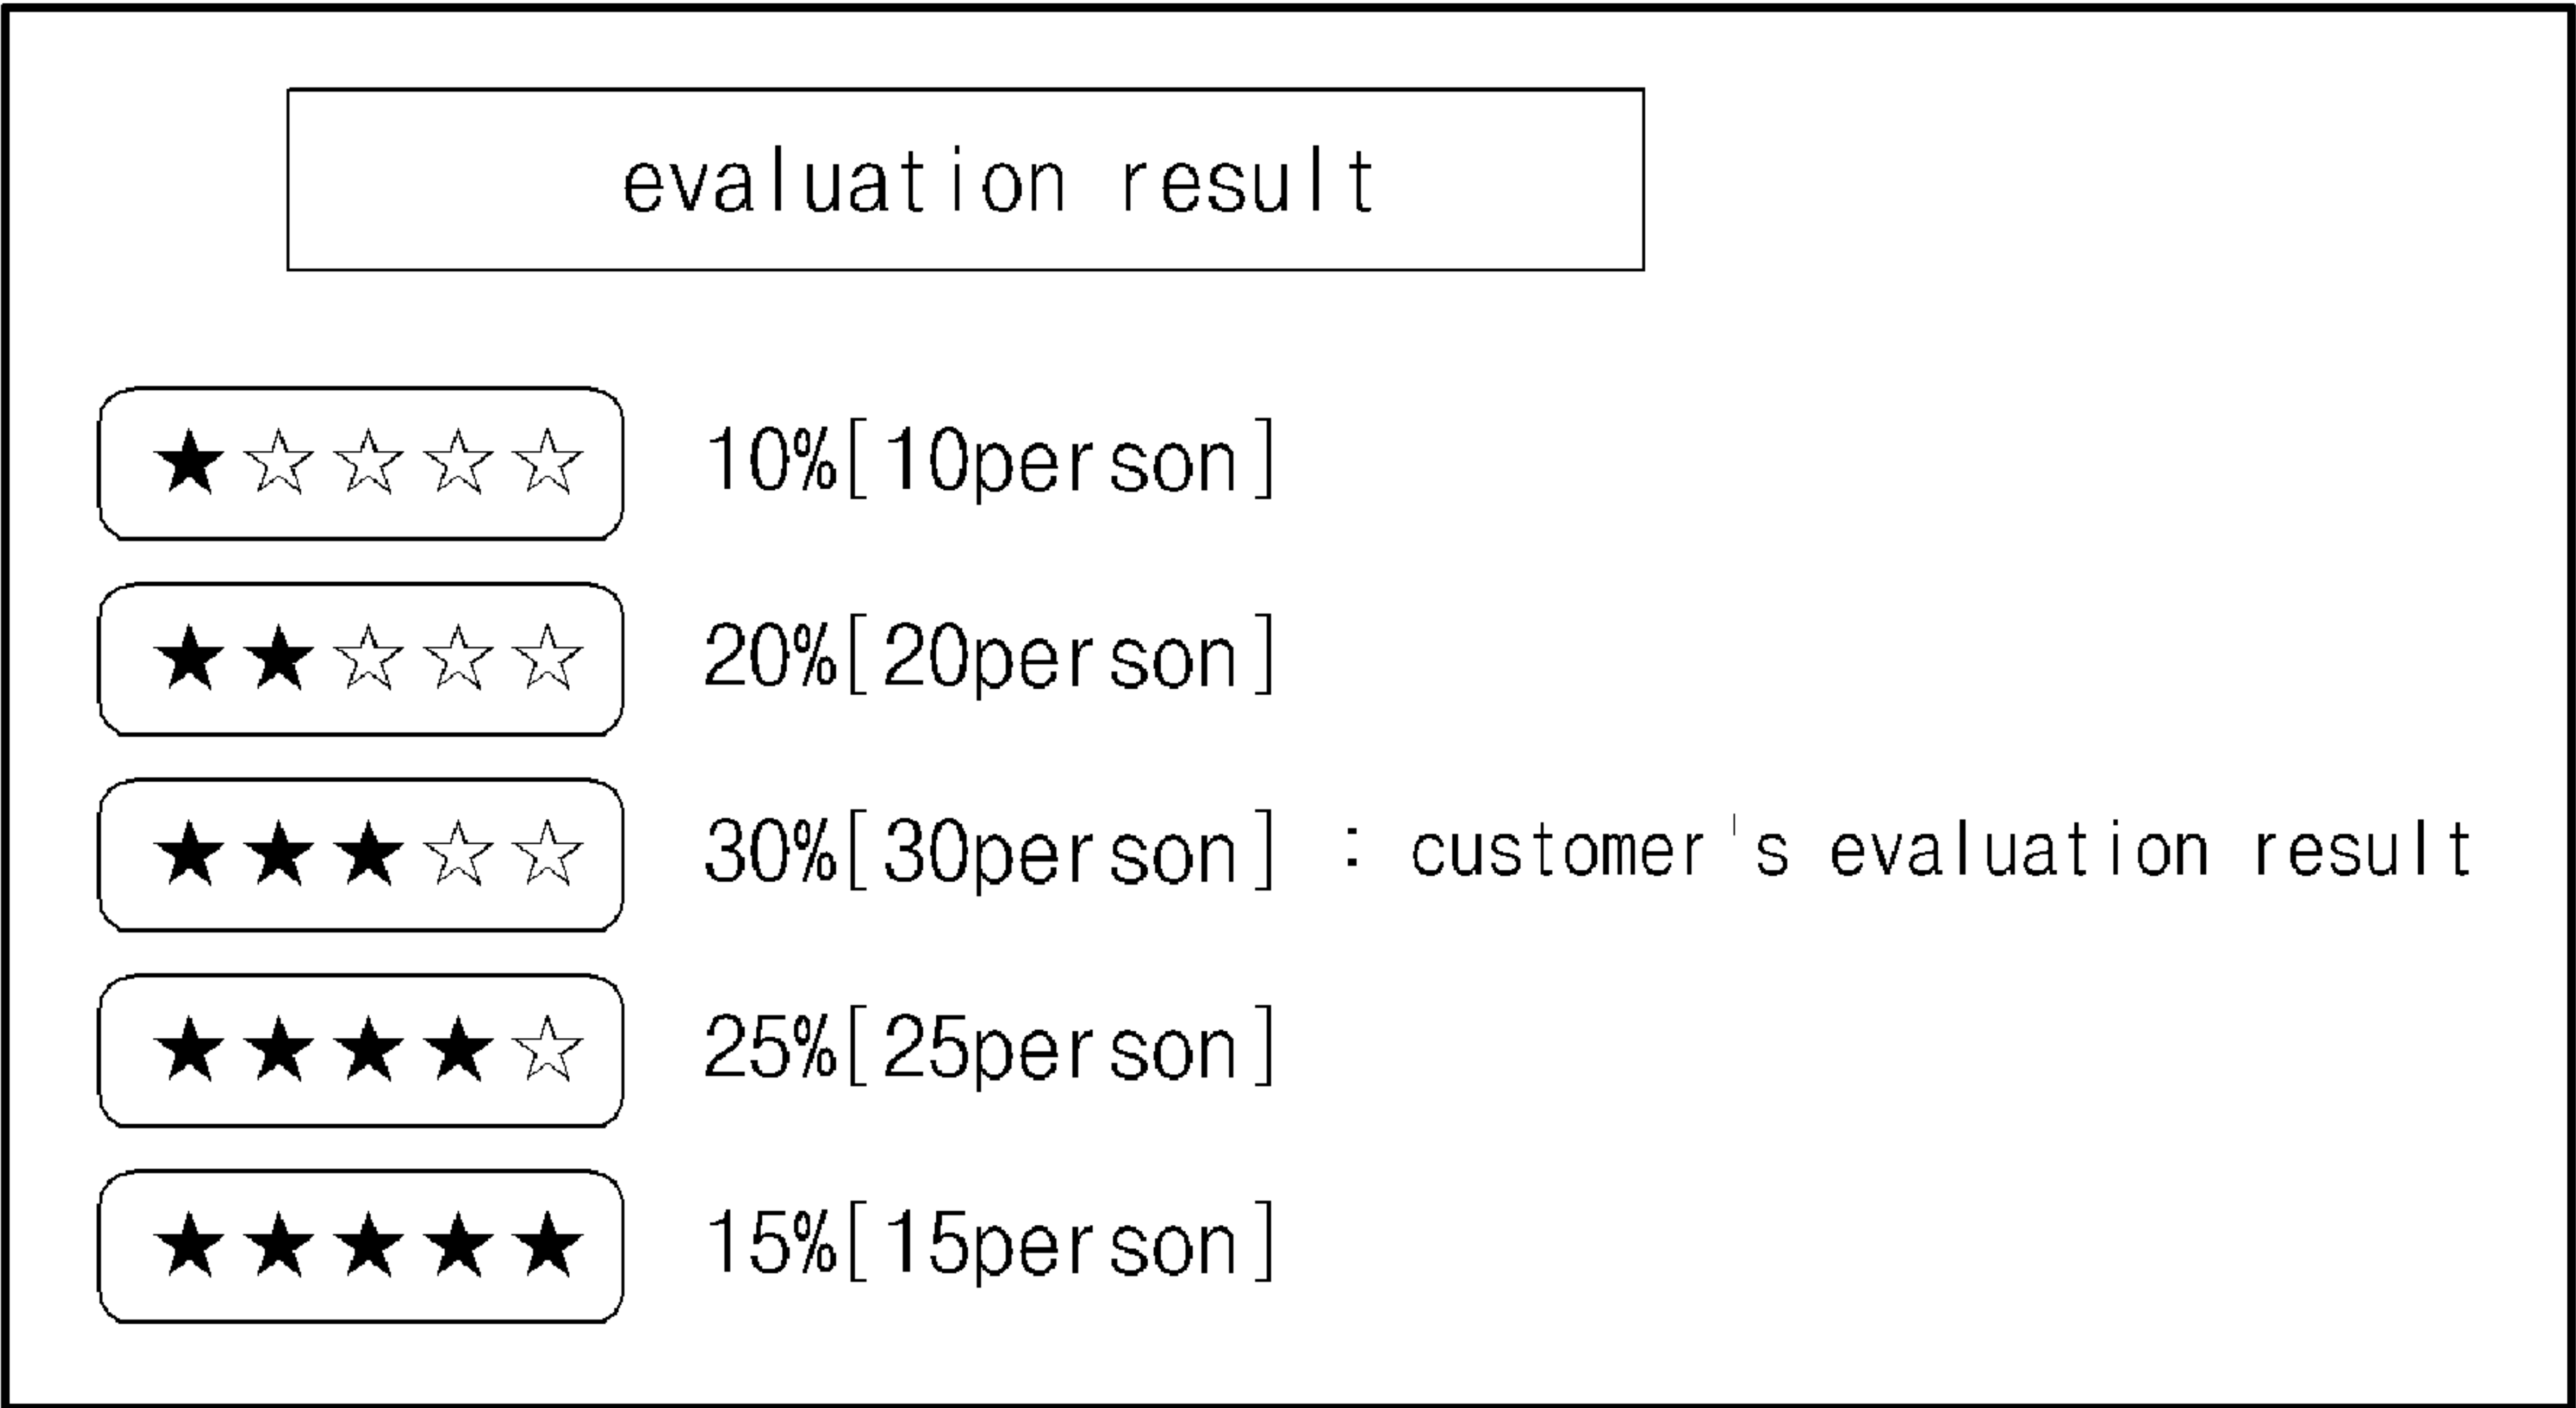 evaluation result
★☆☆☆☆ 10%[10person]
★★☆☆☆ 20%[20person]
★★★☆☆ 30%[30person] : customer's evaluation result
★★★★☆ 25%[25person]
★★★★★ 15%[15person]